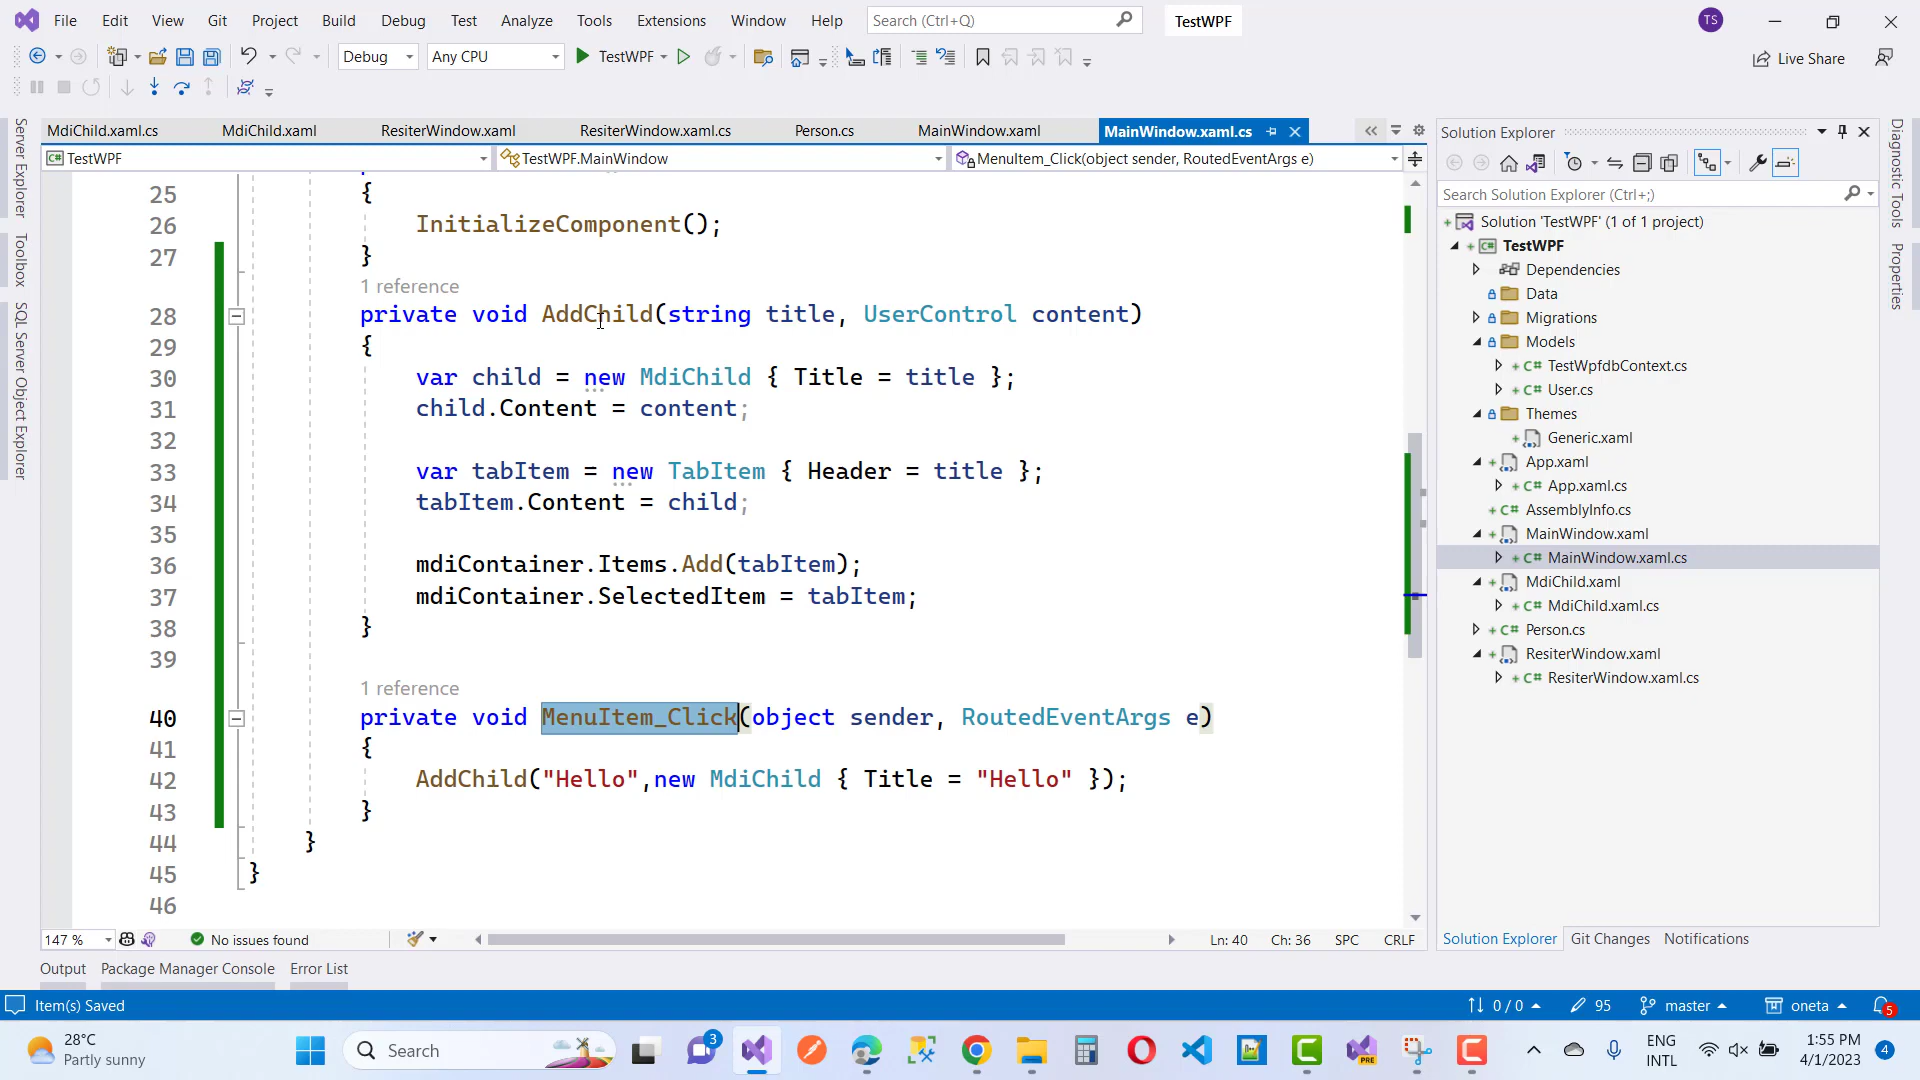 File Edit View Git Project Build Debug Test Analyze Tools Extensions Window Help Search (Ctrl+Q) TestWPF TS
Debug Any CPU TestWPF Live Share
MdiChild.xaml.cs MdiChild.xaml ResiterWindow.xaml ResiterWindow.xaml.cs Person.cs MainWindow.xaml MainWindow.xaml.cs
TestWPF TestWPF.MainWindow MenuItem_Click(object sender, RoutedEventArgs e)
25 {
26 InitializeComponent();
27 }
1 reference
28 private void AddChild(string title, UserControl content)
29 {
30 var child = new MdiChild { Title = title };
31 child.Content = content;
32
33 var tabItem = new TabItem { Header = title };
34 tabItem.Content = child;
35
36 mdiContainer.Items.Add(tabItem);
37 mdiContainer.SelectedItem = tabItem;
38 }
39
1 reference
40 private void MenuItem_Click(object sender, RoutedEventArgs e)
41 {
42 AddChild("Hello",new MdiChild { Title = "Hello" });
43 }
44 }
45 }
46
147 % No issues found Ln: 40 Ch: 36 SPC CRLF
Server Explorer
Toolbox
SQL Server Object Explorer
Solution Explorer
Search Solution Explorer (Ctrl+;)
Solution 'TestWPF' (1 of 1 project)
TestWPF
Dependencies
Data
Migrations
Models
TestWpfdbContext.cs
User.cs
Themes
Generic.xaml
App.xaml
App.xaml.cs
AssemblyInfo.cs
MainWindow.xaml
MainWindow.xaml.cs
MdiChild.xaml
MdiChild.xaml.cs
Person.cs
ResiterWindow.xaml
ResiterWindow.xaml.cs
Solution Explorer Git Changes Notifications
Diagnostic Tools
Properties
Output Package Manager Console Error List
Item(s) Saved 0 / 0 95 master oneta 5
28°C
Partly sunny
Search 3 PRE ENG
INTL
1:55 PM
4/1/2023
4